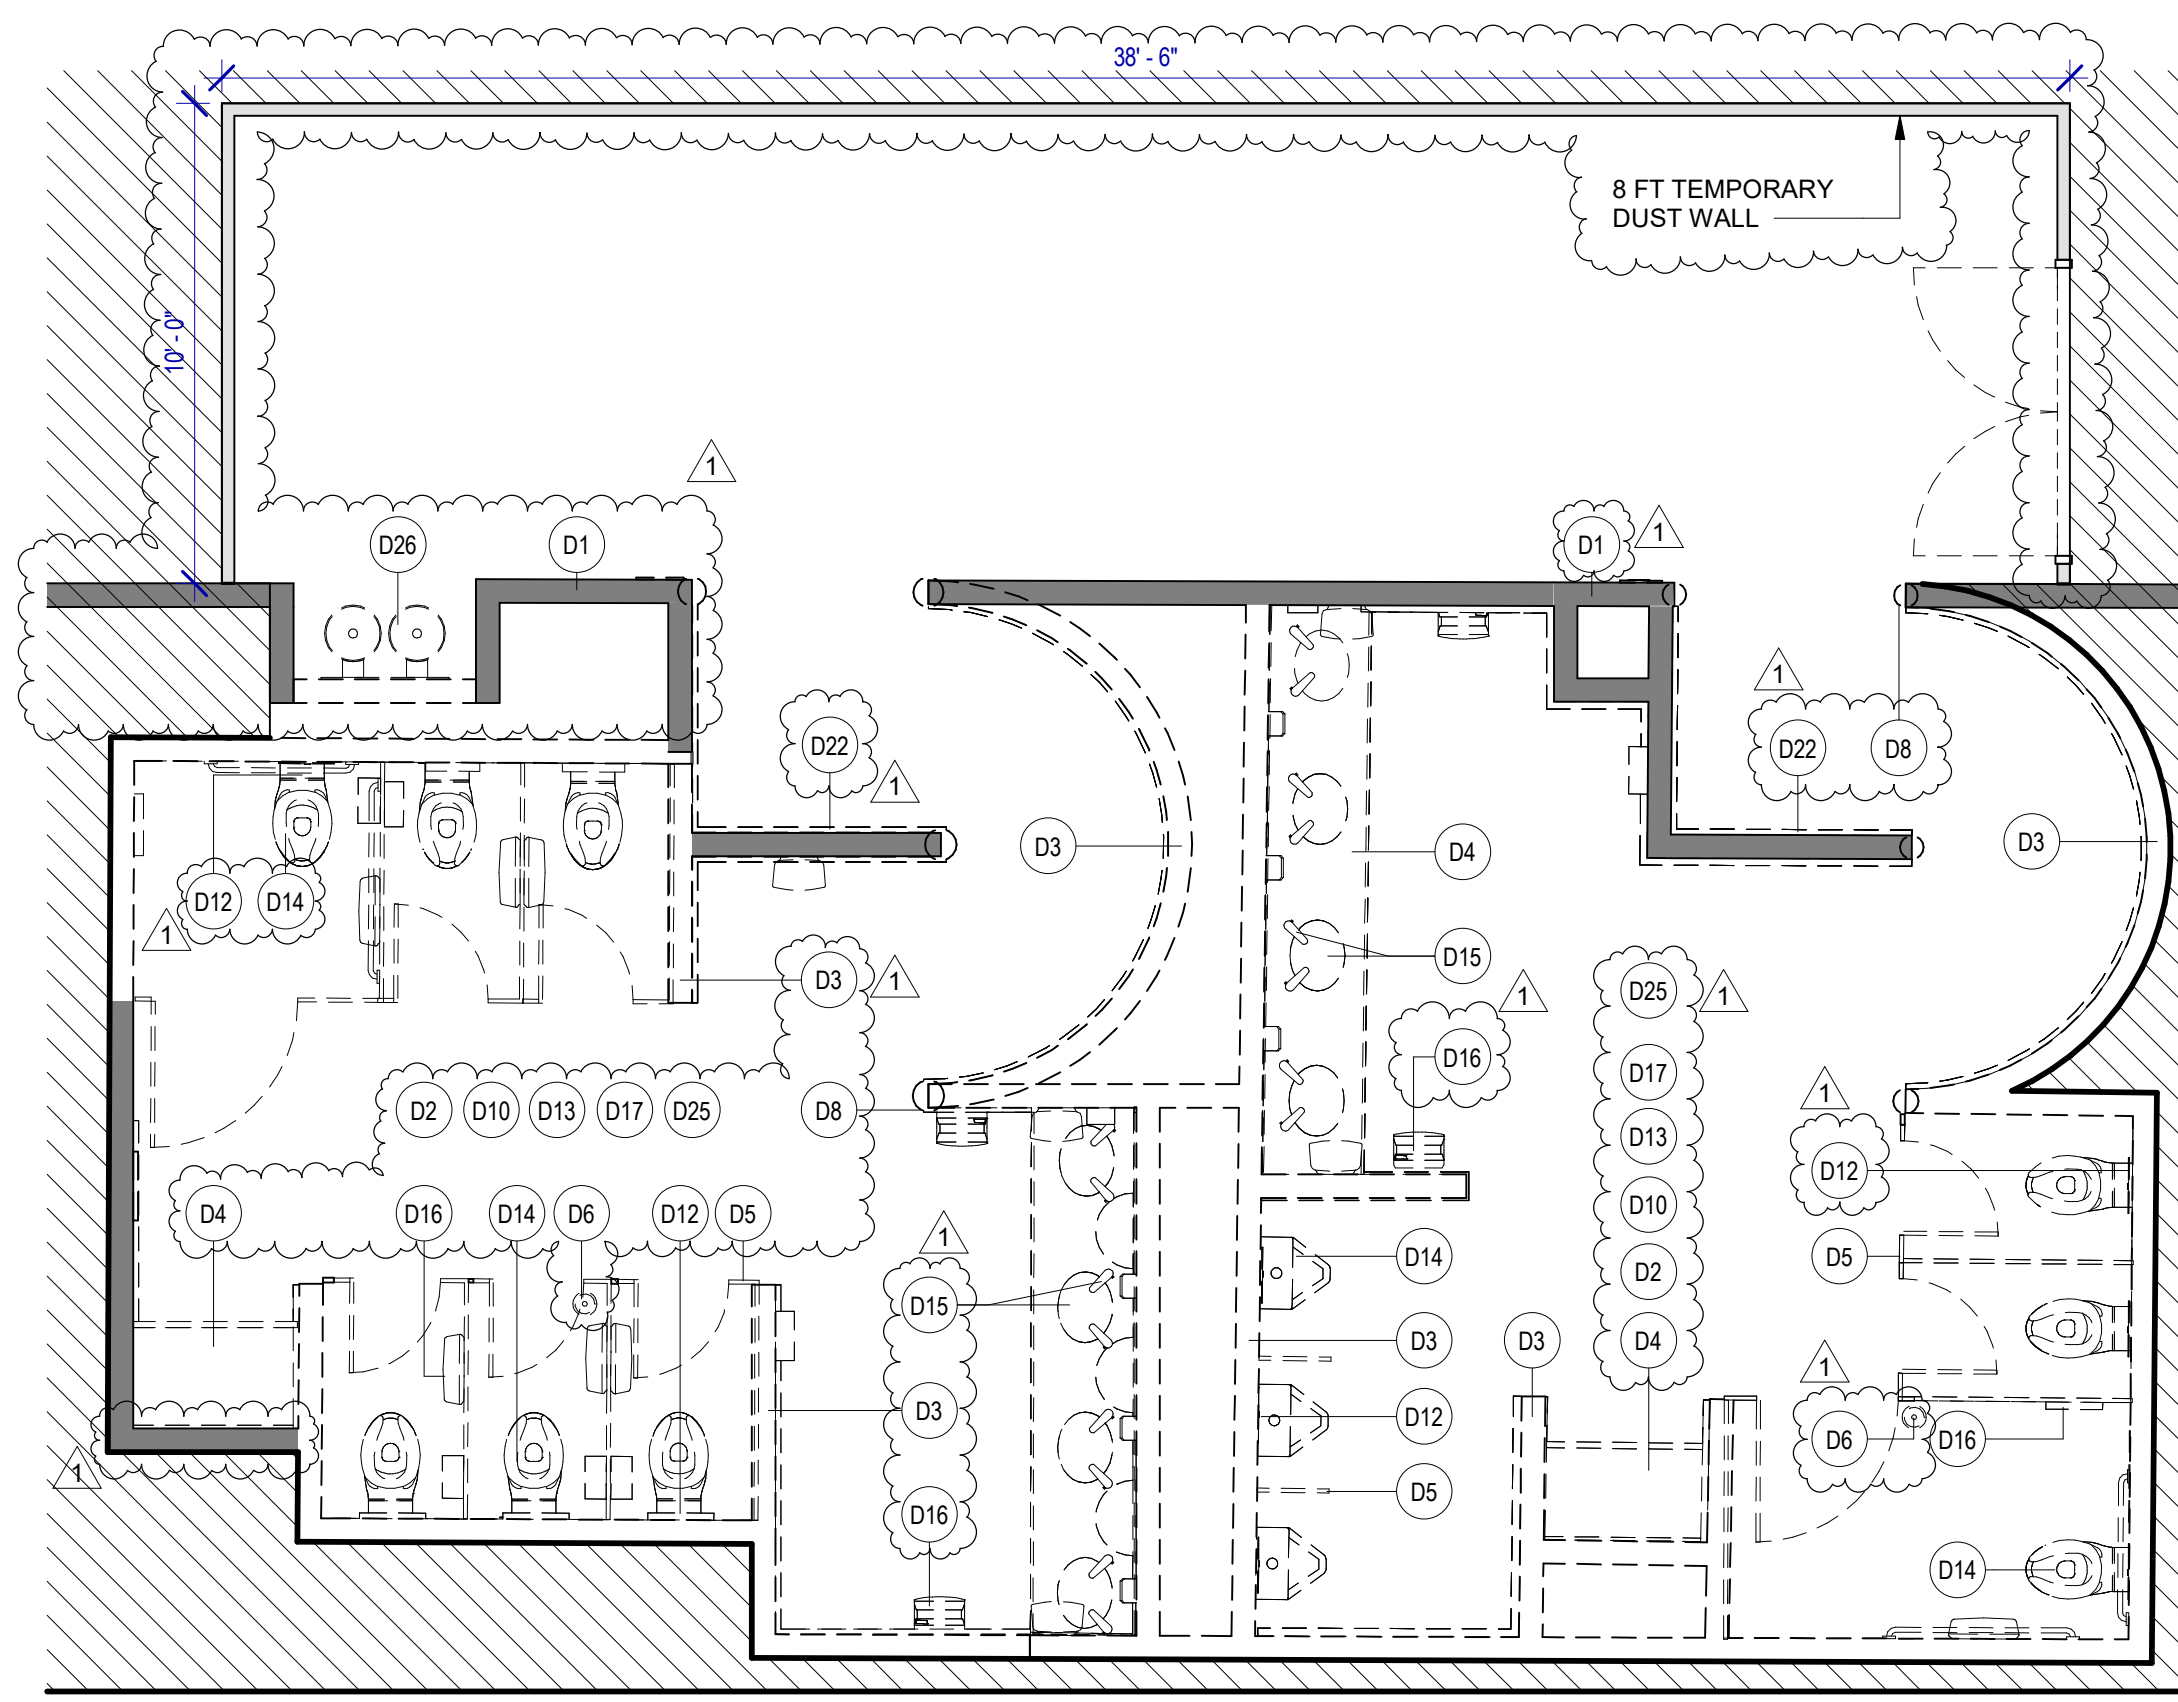 38' - 6"
8 FT TEMPORARY
DUST WALL
10' - 0"
1
D26
D1
D1
1
1
D22
D22
D8
1
D3
D4
D3
D12
D14
1
D15
D3
1
1
D25
1
D16
D17
D2
D10
D13
D17
D25
D8
1
D13
D12
D4
D16
D14
D6
D12
D5
D10
1
D14
D5
D2
D15
D3
D3
D4
1
D3
D12
D6
D16
1
D5
D16
D14